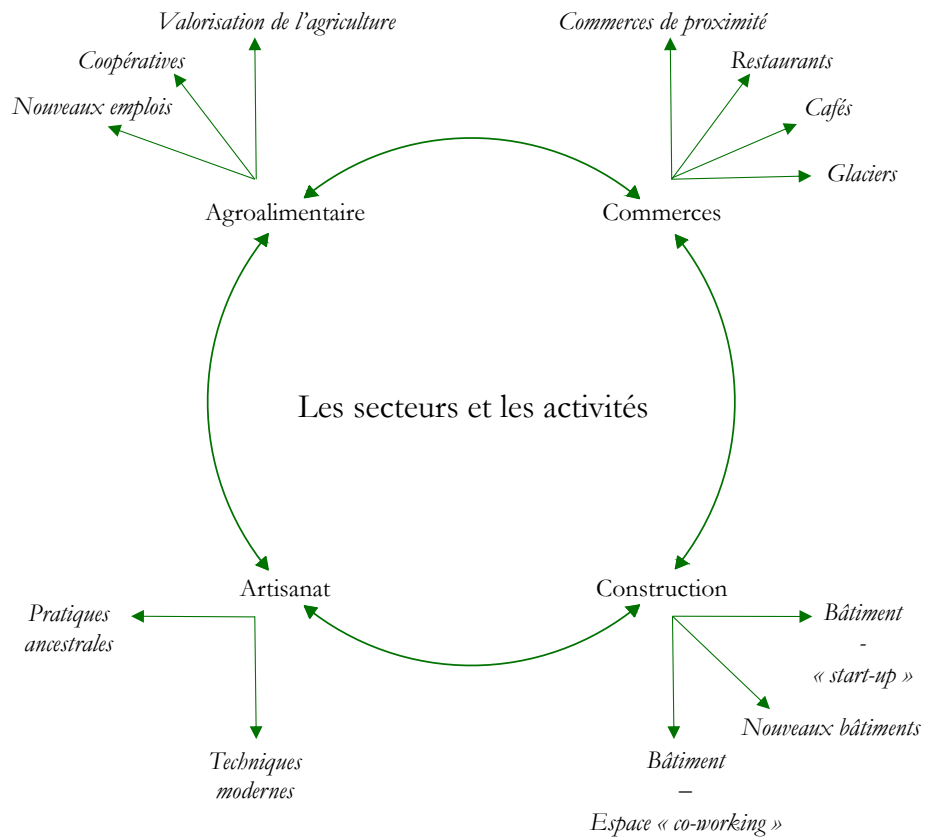 Valorisation de l'agriculture
Commerces de proximité
Coopératives
Restaurants
Nouveaux emplois
Cafés
Glaciers
Agroalimentaire
Commerces
Les secteurs et les activités
Artisanat
Construction
Pratiques
ancestrales
Bâtiment
-
« start-up »
Nouveaux bâtiments
Techniques
modernes
Bâtiment
–
Espace « co-working »